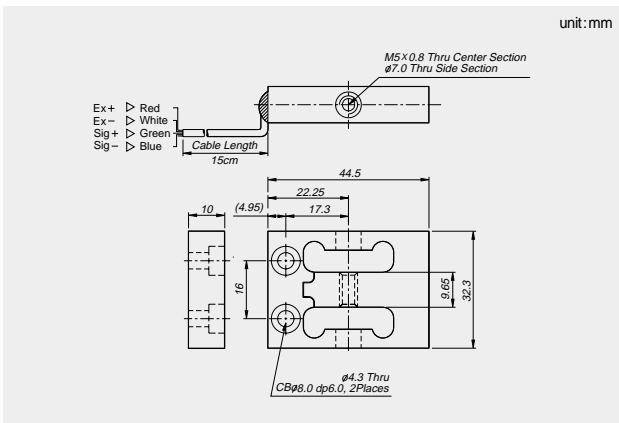 unit:mm
M5×0.8 Thru Center Section
ø7.0 Thru Side Section
Ex+ ▷ Red
Ex− ▷ White
Sig+ ▷ Green
Sig− ▷ Blue
Cable Length
15cm
44.5
22.25
10
(4.95)
17.3
16
9.65
32.3
ø4.3 Thru
CBø8.0 dp6.0, 2Places